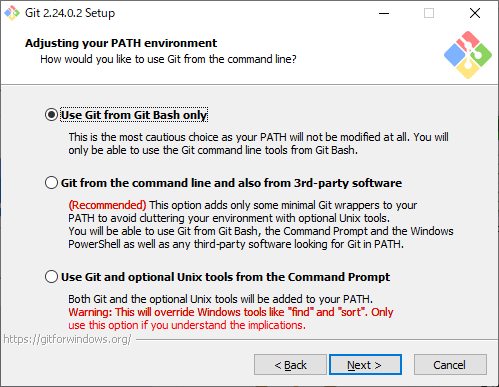 Git 2.24.0.2 Setup
Adjusting your PATH environment
How would you like to use Git from the command line?
Use Git from Git Bash only
This is the most cautious choice as your PATH will not be modified at all. You will
only be able to use the Git command line tools from Git Bash.
Git from the command line and also from 3rd-party software
(Recommended) This option adds only some minimal Git wrappers to your
PATH to avoid cluttering your environment with optional Unix tools.
You will be able to use Git from Git Bash, the Command Prompt and the Windows
PowerShell as well as any third-party software looking for Git in PATH.
Use Git and optional Unix tools from the Command Prompt
Both Git and the optional Unix tools will be added to your PATH.
Warning: This will override Windows tools like "find" and "sort". Only
use this option if you understand the implications.
https://gitforwindows.org/
< Back
Next >
Cancel